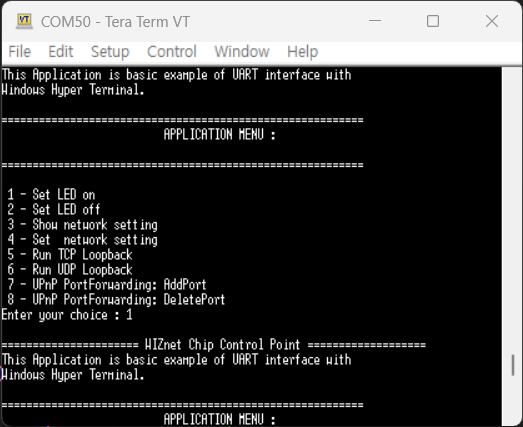 COM50 - Tera Term VT
File Edit Setup Control Window Help
This Application is basic example of UART interface with
Windows Hyper Terminal.
==========================================================
APPLICATION MENU :
==========================================================
1 - Set LED on
2 - Set LED off
3 - Show network setting
4 - Set  network setting
5 - Run TCP Loopback
6 - Run UDP Loopback
7 - UPnP PortForwarding: AddPort
8 - UPnP PortForwarding: DeletePort
Enter your choice : 1
====================== WIZnet Chip Control Point ===================
This Application is basic example of UART interface with
Windows Hyper Terminal.
==========================================================
APPLICATION MENU :